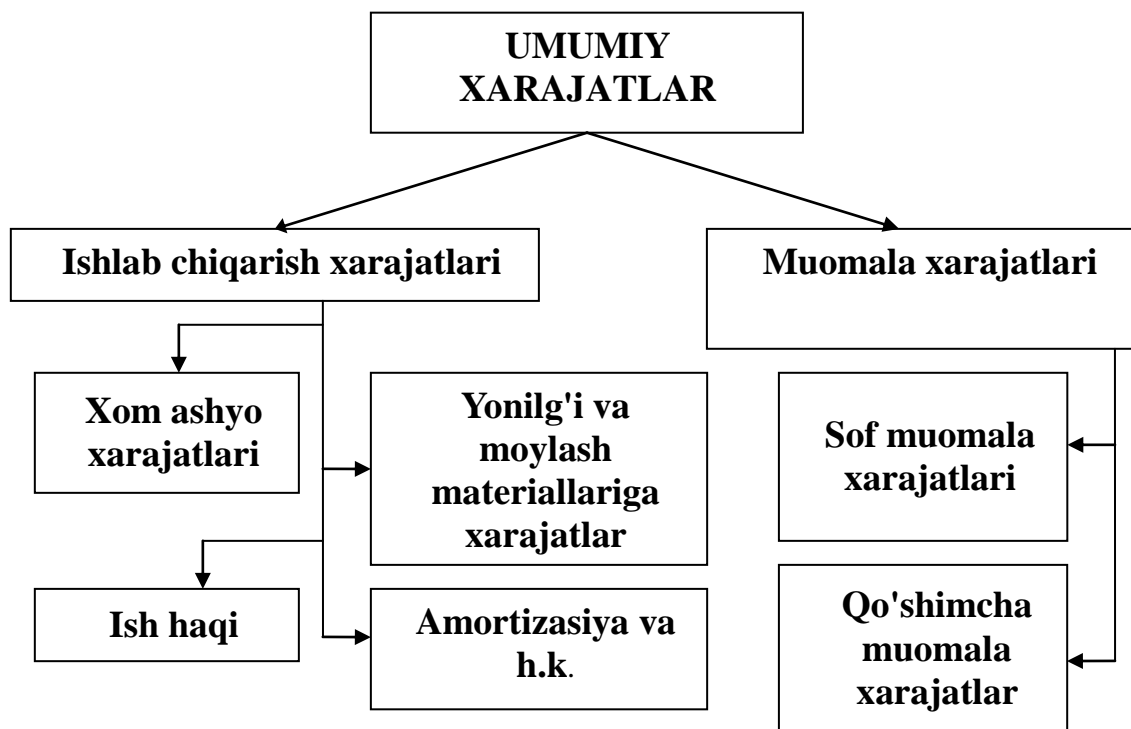 UMUMIY
XARAJATLAR
Ishlab chiqarish xarajatlari
Muomala xarajatlari
Xom ashyo
xarajatlari
Yonilg'i va
moylash
materiallariga
xarajatlar
Sof muomala
xarajatlari
Ish haqi
Amortizasiya va
h.k.
Qo'shimcha
muomala
xarajatlar